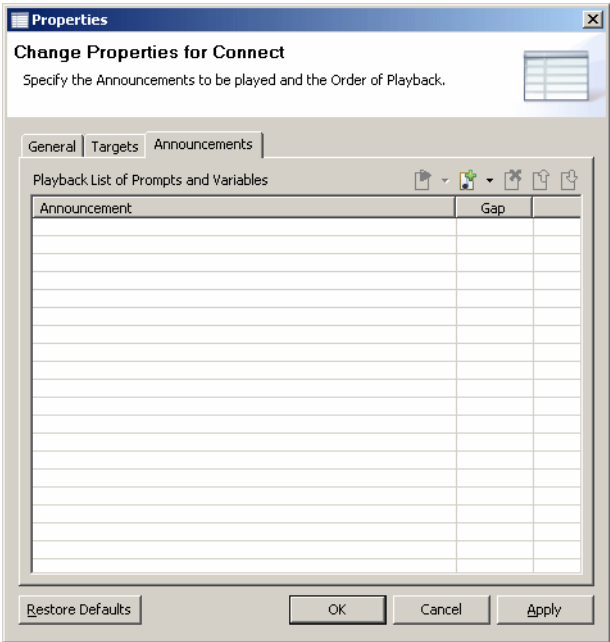 Properties
Change Properties for Connect
Specify the Announcements to be played and the Order of Playback.
General Targets Announcements
Playback List of Prompts and Variables
Announcement Gap
Restore Defaults OK Cancel Apply